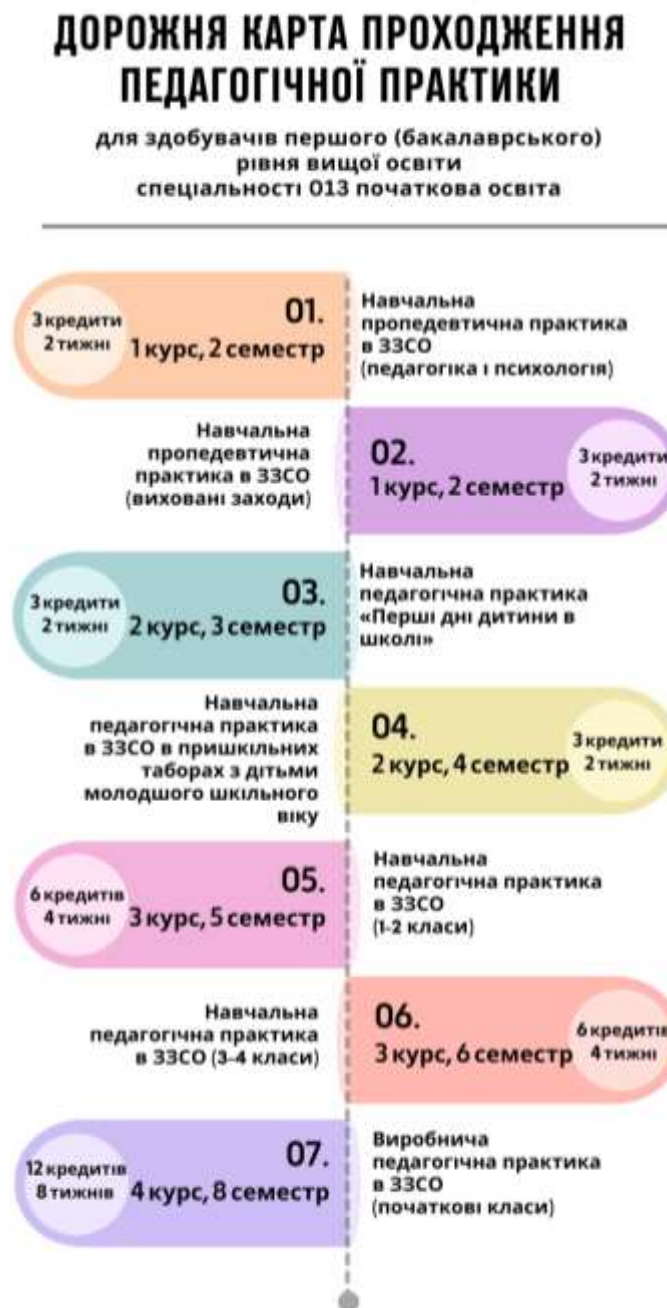 ДОРОЖНЯ КАРТА ПРОХОДЖЕННЯ
ПЕДАГОГІЧНОЇ ПРАКТИКИ
для здобувачів першого (бакалаврського)
рівня вищої освіти
спеціальності 013 початкова освіта
3 кредити
2 тижні
01.
1 курс, 2 семестр
Навчальна
пропедевтична практика
в ЗЗСО
(педагогіка і психологія)
Навчальна
пропедевтична
практика в ЗЗСО
(виховані заходи)
02.
1 курс, 2 семестр
3 кредити
2 тижні
3 кредити
2 тижні
03.
2 курс, 3 семестр
Навчальна
педагогічна практика
«Перші дні дитини в
школі»
Навчальна
педагогічна практика
в ЗЗСО в пришкільних
таборах з дітьми
молодшого шкільного
віку
04.
2 курс, 4 семестр
3 кредити
2 тижні
6 кредитів
4 тижні
05.
3 курс, 5 семестр
Навчальна
педагогічна практика
в ЗЗСО
(1-2 класи)
Навчальна
педагогічна практика
в ЗЗСО (3-4 класи)
06.
3 курс, 6 семестр
6 кредитів
4 тижні
12 кредитів
8 тижнів
07.
4 курс, 8 семестр
Виробнича
педагогічна практика
в ЗЗСО
(початкові класи)